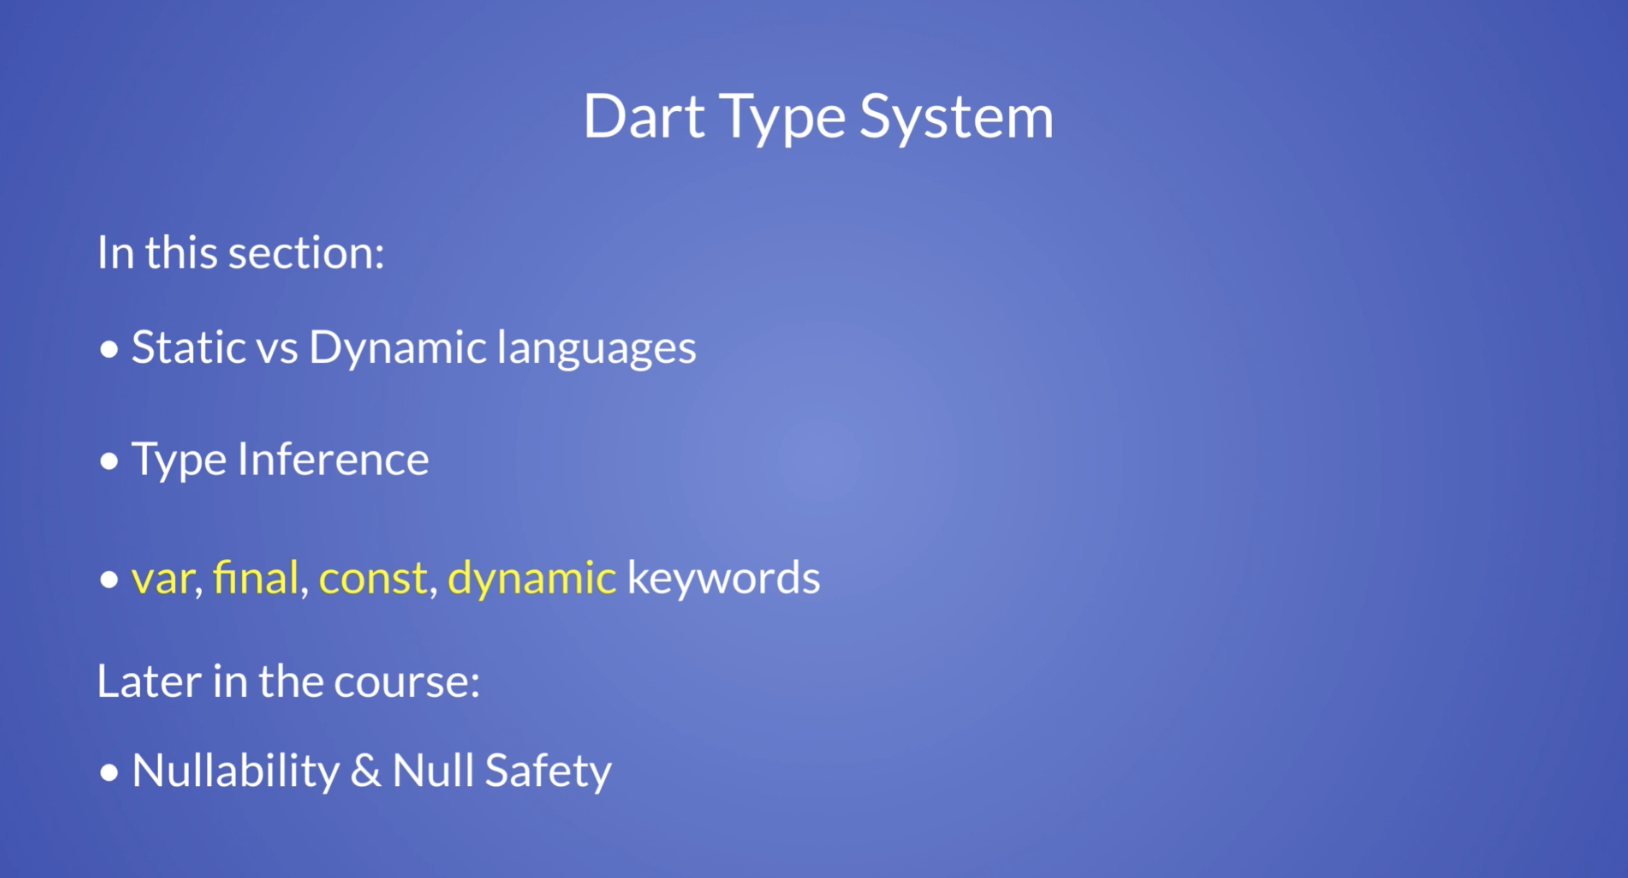 Dart Type System
In this section:
• Static vs Dynamic languages
• Type Inference
• var, final, const, dynamic keywords
Later in the course:
• Nullability & Null Safety